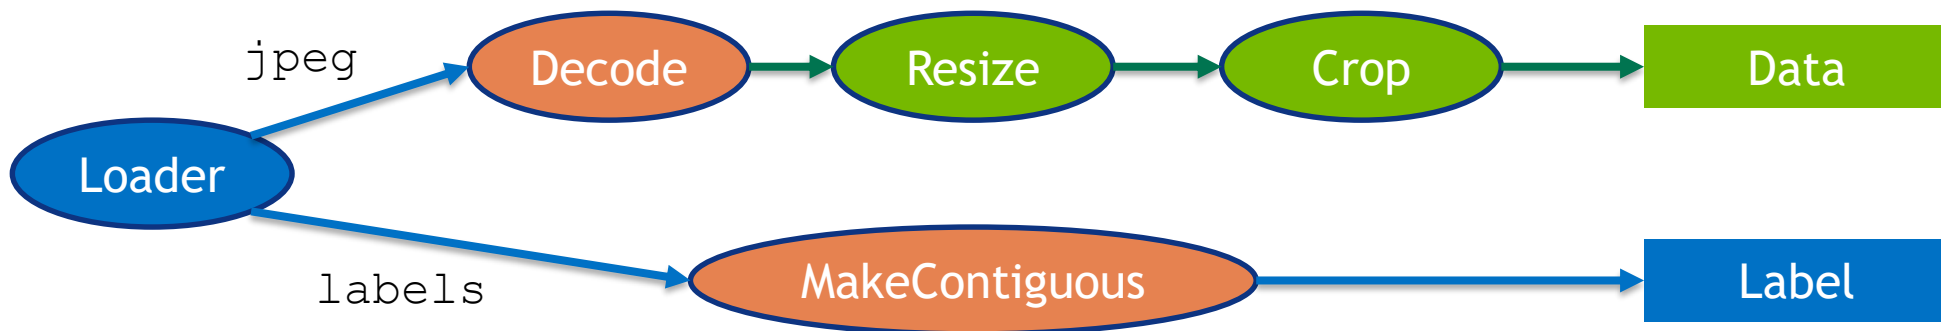 jpeg
Decode
Resize
Crop
Data
Loader
labels
MakeContiguous
Label